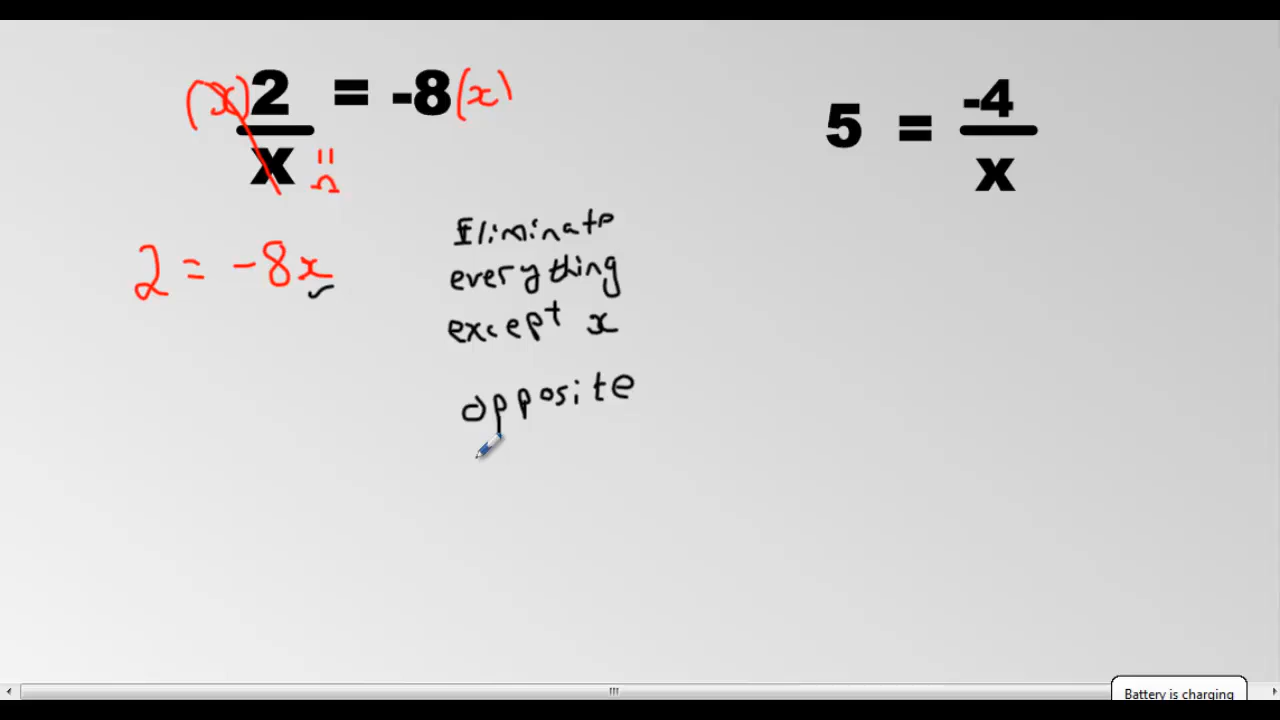 (x) 2 / x = -8 (x)
2 = -8x
Eliminate
everything
except x
opposite
5 = -4 / x
Battery is charging